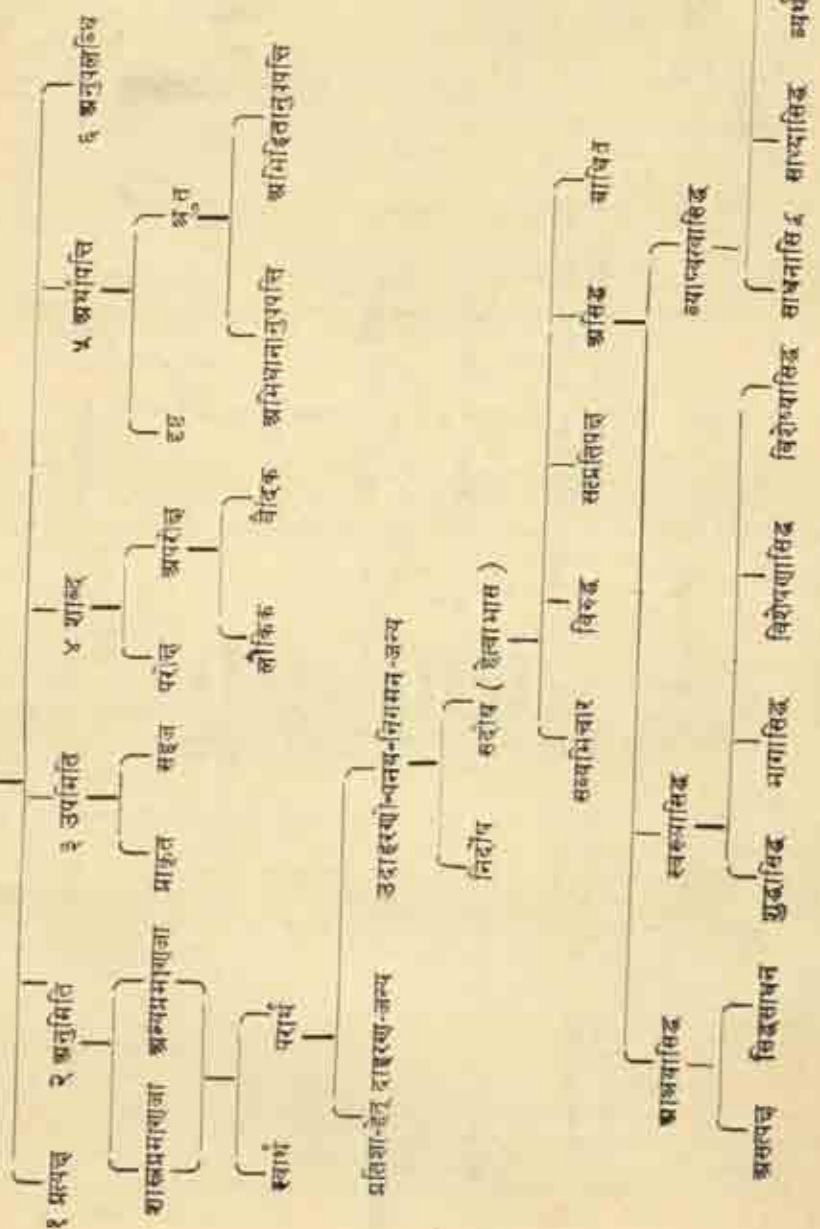 १ प्रत्यक्ष २ अनुमिति ३ उपमिति ४ शाब्द ५ अर्थापत्ति ६ अनुपलब्धि
शाब्दप्रमाणजा अन्यप्रमाणजा प्राकृत सहज परोक्ष अपरोक्ष दृष्ट श्रुत
स्वार्थ परार्थ लौकिक वैदिक अभिधानानुपपत्ति अभिहितानुपपत्ति
प्रतिज्ञा-हेतू दाहरण-जन्य उदाहरणो-पनय-निगमन-जन्य
निर्दोष सदोष ( हेत्वाभास )
सव्यभिचार विरुद्ध सत्प्रतिपक्ष असिद्ध बाधित
आश्रयासिद्ध स्वरूपासिद्ध व्याप्यत्वासिद्ध
असत्पक्ष सिद्धसाधन शुद्धासिद्ध भागासिद्ध विशेषणासिद्ध विशेष्यासिद्ध साधनासिद्ध साध्यासिद्ध